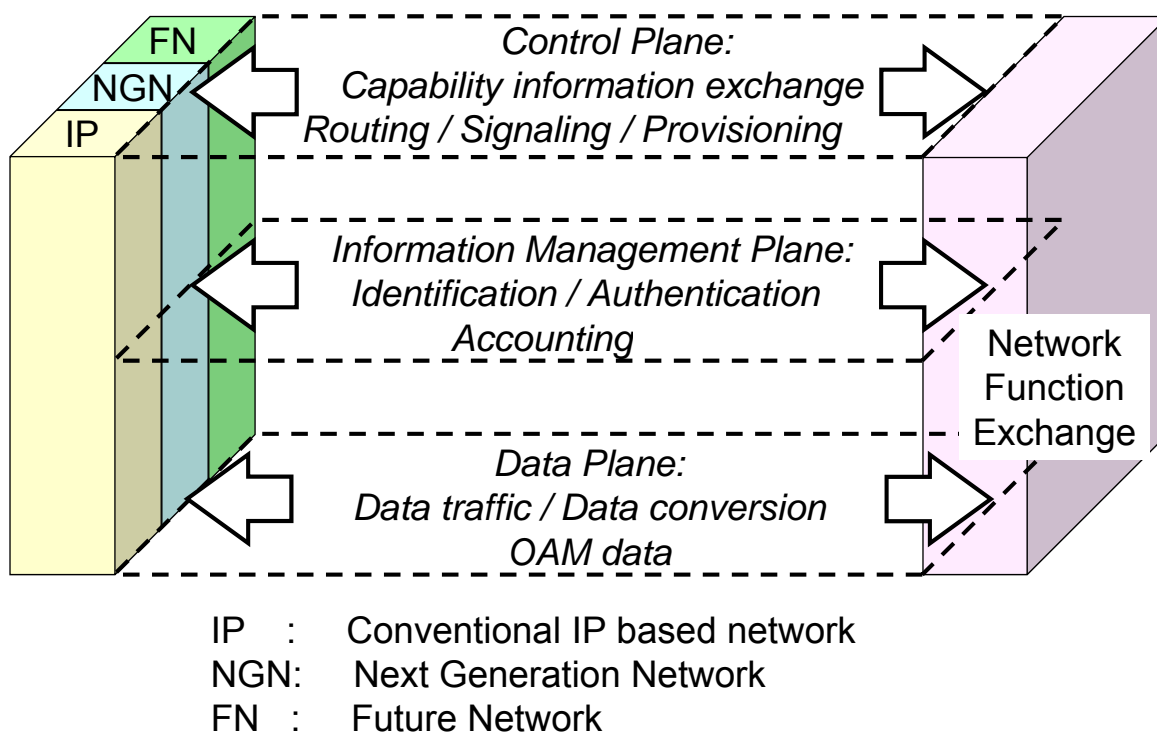 FN
NGN
IP
Control Plane:
Capability information exchange
Routing / Signaling / Provisioning
Information Management Plane:
Identification / Authentication
Accounting
Network
Function
Exchange
Data Plane:
Data traffic / Data conversion
OAM data
IP : Conventional IP based network
NGN: Next Generation Network
FN : Future Network